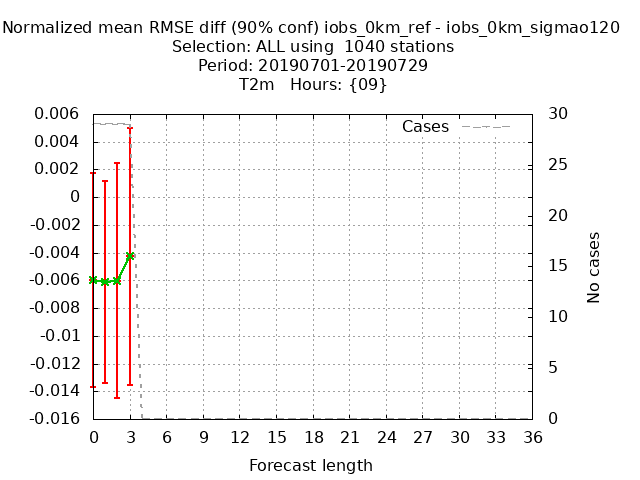 Normalized mean RMSE diff (90% conf) iobs_0km_ref - iobs_0km_sigmao120
Selection: ALL using  1040 stations
Period: 20190701-20190729
T2m   Hours: {09}
Cases
0.006
0.004
0.002
0
-0.002
-0.004
-0.006
-0.008
-0.01
-0.012
-0.014
-0.016
30
25
20
15
10
5
0
No cases
0 3 6 9 12 15 18 21 24 27 30 33 36
Forecast length